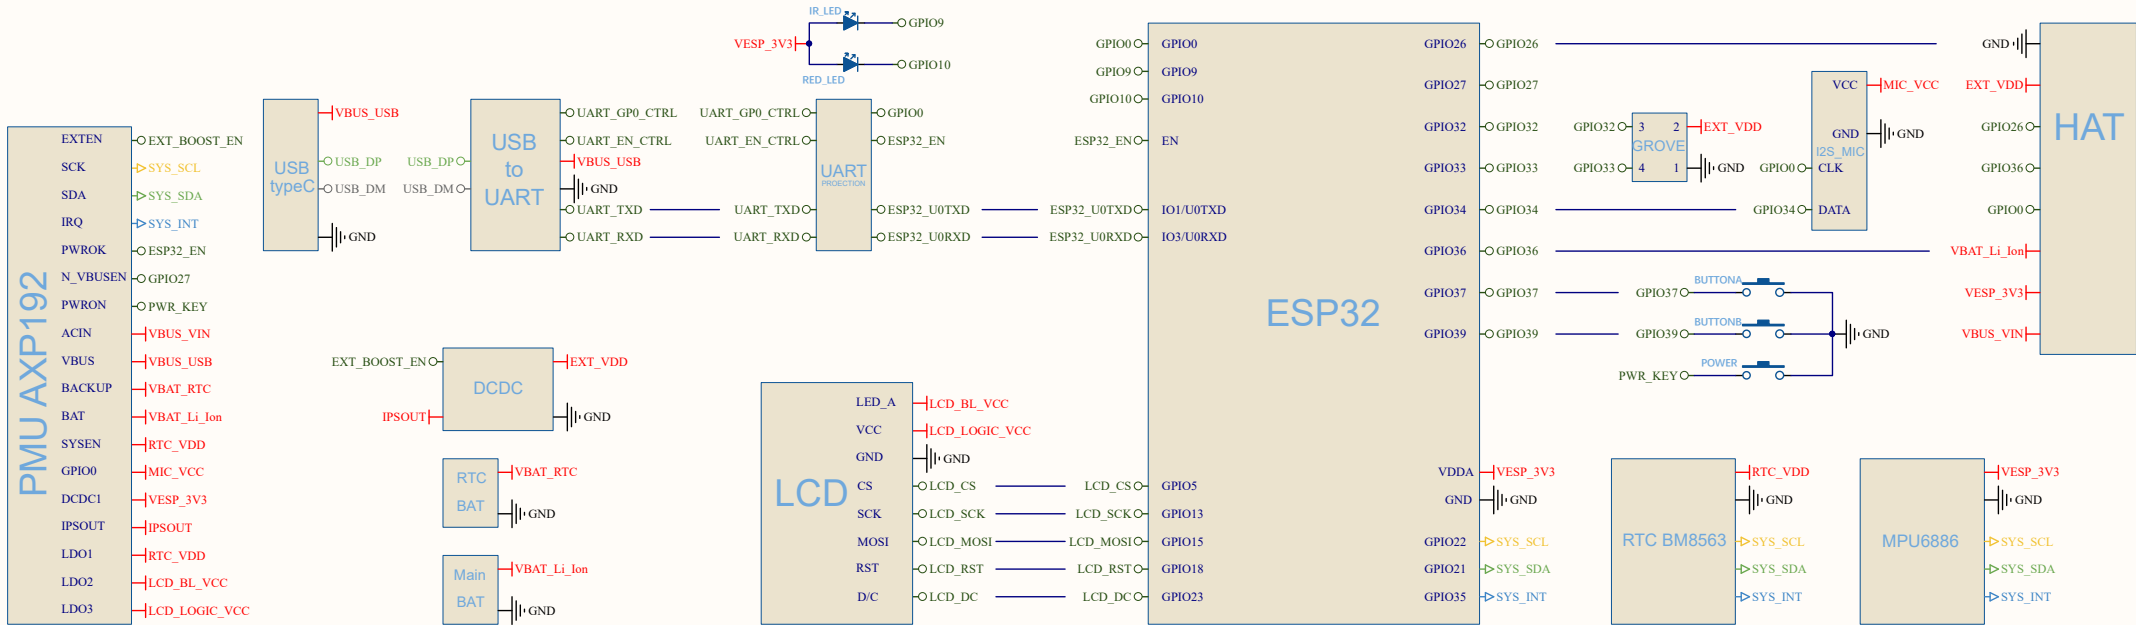 PMU AXP192
EXTEN EXT_BOOST_EN
SCK SYS_SCL
SDA SYS_SDA
IRQ SYS_INT
PWROK ESP32_EN
N_VBUSEN GPIO27
PWRON PWR_KEY
ACIN VBUS_VIN
VBUS VBUS_USB
BACKUP VBAT_RTC
BAT VBAT_Li_Ion
SYSEN RTC_VDD
GPIO0 MIC_VCC
DCDC1 VESP_3V3
IPSOUT IPSOUT
LDO1 RTC_VDD
LDO2 LCD_BL_VCC
LDO3 LCD_LOGIC_VCC
USB
typeC
VBUS_USB
USB_DP
USB_DM
GND
USB
to
UART
USB_DP
USB_DM
UART_GP0_CTRL
UART_EN_CTRL
VBUS_USB
GND
UART_TXD
UART_RXD
UART
PROECTION
UART_GP0_CTRL
UART_EN_CTRL
UART_TXD
UART_RXD
GPIO0
ESP32_EN
ESP32_U0TXD
ESP32_U0RXD
VESP_3V3
IR_LED
GPIO9
RED_LED
GPIO10
DCDC
EXT_BOOST_EN
IPSOUT
EXT_VDD
GND
RTC
BAT
VBAT_RTC
GND
Main
BAT
VBAT_Li_Ion
GND
LCD
LED_A LCD_BL_VCC
VCC LCD_LOGIC_VCC
GND GND
CS LCD_CS
SCK LCD_SCK
MOSI LCD_MOSI
RST LCD_RST
D/C LCD_DC
ESP32
GPIO0 GPIO0
GPIO9 GPIO9
GPIO10 GPIO10
ESP32_EN EN
ESP32_U0TXD IO1/U0TXD
ESP32_U0RXD IO3/U0RXD
LCD_CS GPIO5
LCD_SCK GPIO13
LCD_MOSI GPIO15
LCD_RST GPIO18
LCD_DC GPIO23
GPIO26 GPIO26
GPIO27 GPIO27
GPIO32 GPIO32
GPIO33 GPIO33
GPIO34 GPIO34
GPIO36 GPIO36
GPIO37 GPIO37
GPIO39 GPIO39
VDDA VESP_3V3
GND GND
GPIO22 SYS_SCL
GPIO21 SYS_SDA
GPIO35 SYS_INT
GPIO32 3 2 EXT_VDD
GROVE
GPIO33 4 1 GND
VCC MIC_VCC
GND GND
I2S_MIC
GPIO0 CLK
GPIO34 DATA
BUTTONA
GPIO37
BUTTONB
GPIO39
GND
POWER
PWR_KEY
HAT
GND
EXT_VDD
GPIO26
GPIO36
GPIO0
VBAT_Li_Ion
VESP_3V3
VBUS_VIN
RTC BM8563
RTC_VDD
GND
SYS_SCL
SYS_SDA
SYS_INT
MPU6886
VESP_3V3
GND
SYS_SCL
SYS_SDA
SYS_INT